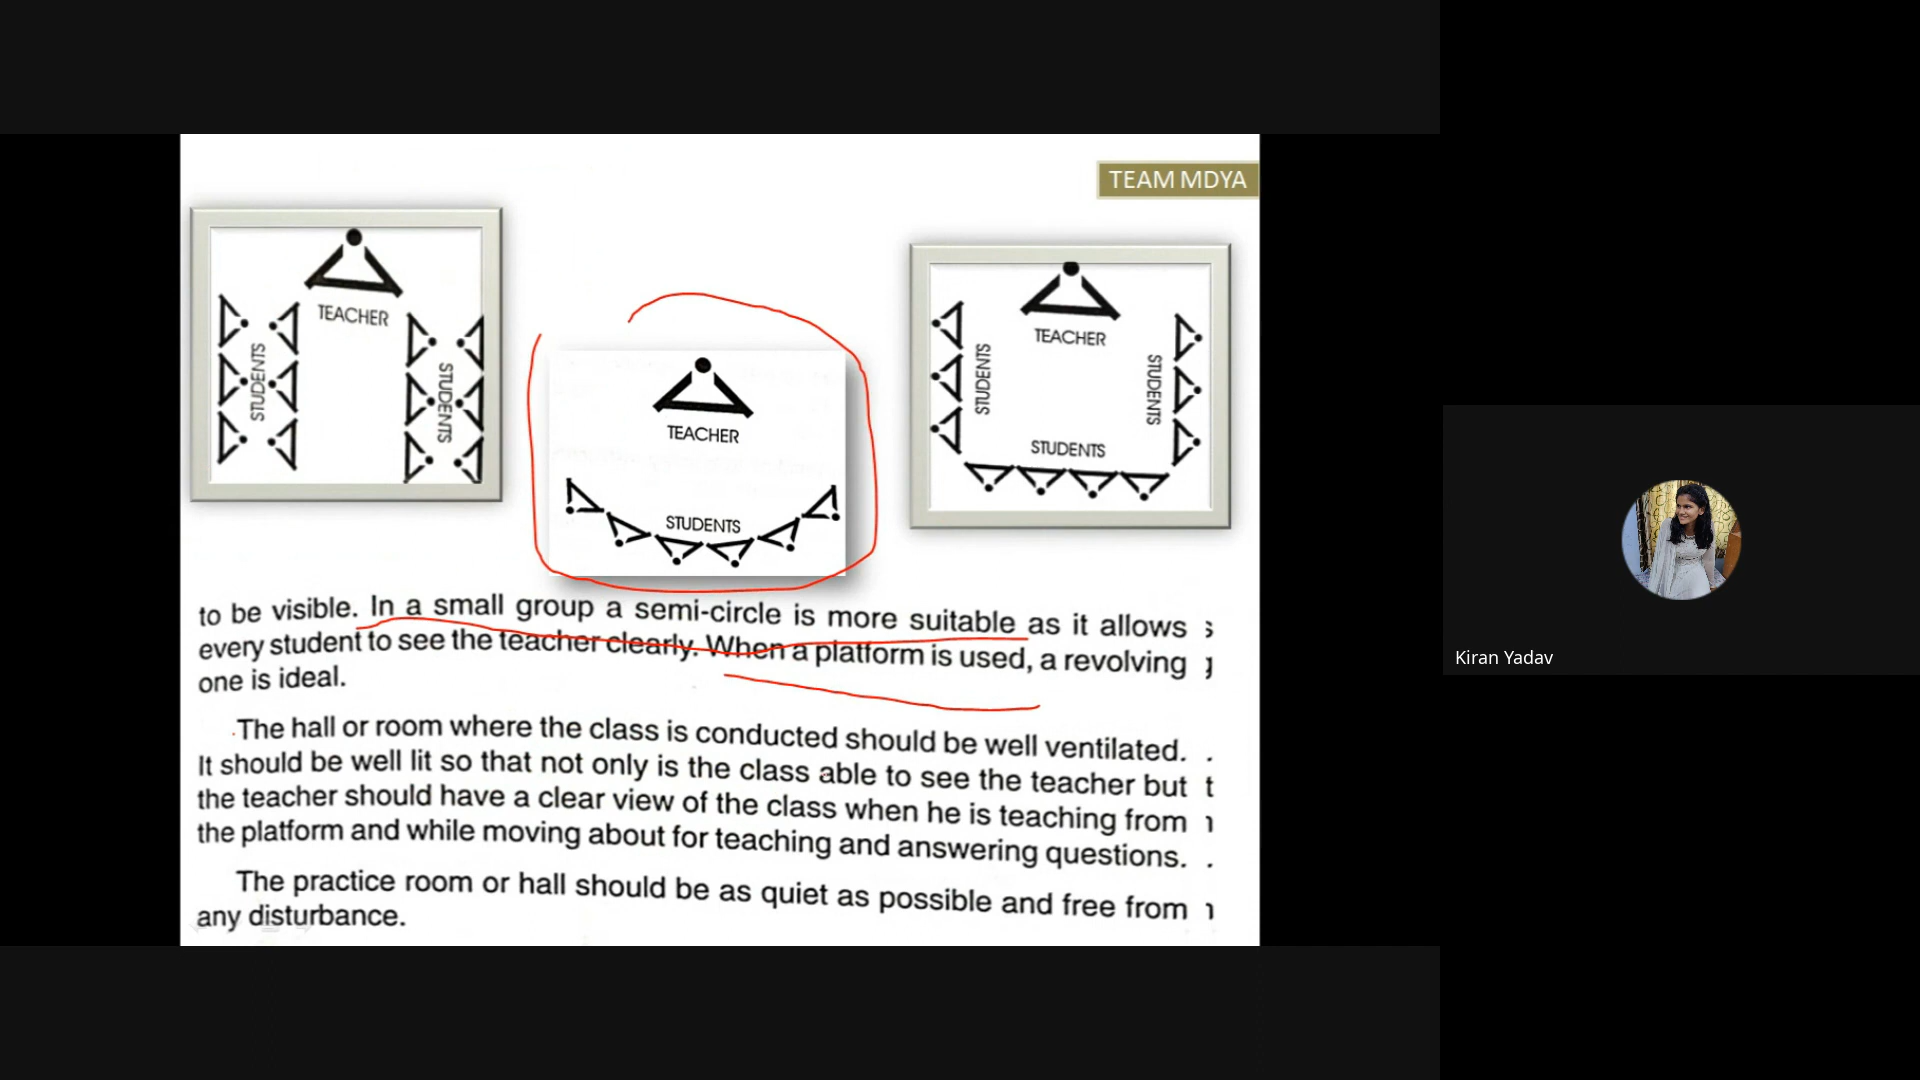 TEAM MDYA
TEACHER
STUDENTS
STUDENTS
TEACHER
STUDENTS
TEACHER
STUDENTS
STUDENTS
STUDENTS
to be visible. In a small group a semi-circle is more suitable as it allows s
every student to see the teacher clearly. When a platform is used, a revolving g
one is ideal.
The hall or room where the class is conducted should be well ventilated. .
It should be well lit so that not only is the class able to see the teacher but t
the teacher should have a clear view of the class when he is teaching from
the platform and while moving about for teaching and answering questions. .
The practice room or hall should be as quiet as possible and free from
any disturbance.
Kiran Yadav